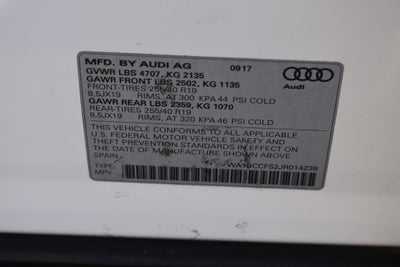 MFD. BY AUDI AG 09 17
GVWR LBS 4707, KG 2135
GAWR FRONT LBS 2502, KG 1135
FRONT-TIRES 255/40 R19
8,5JX19 RIMS, AT 300 KPA 44 PSI COLD
GAWR REAR LBS 2359, KG 1070
REAR-TIRES 255/40 R19
8,5JX19 RIMS, AT 320 KPA 46 PSI COLD
THIS VEHICLE CONFORMS TO ALL APPLICABLE
U.S. FEDERAL MOTOR VEHICLE SAFETY AND
THEFT PREVENTION STANDARDS IN EFFECT
ON THE DATE OF MANUFACTURE SHOWN ABOVE.
SPAIN
TYPE: WA1BCCFS2JR014239
MPV
Audi